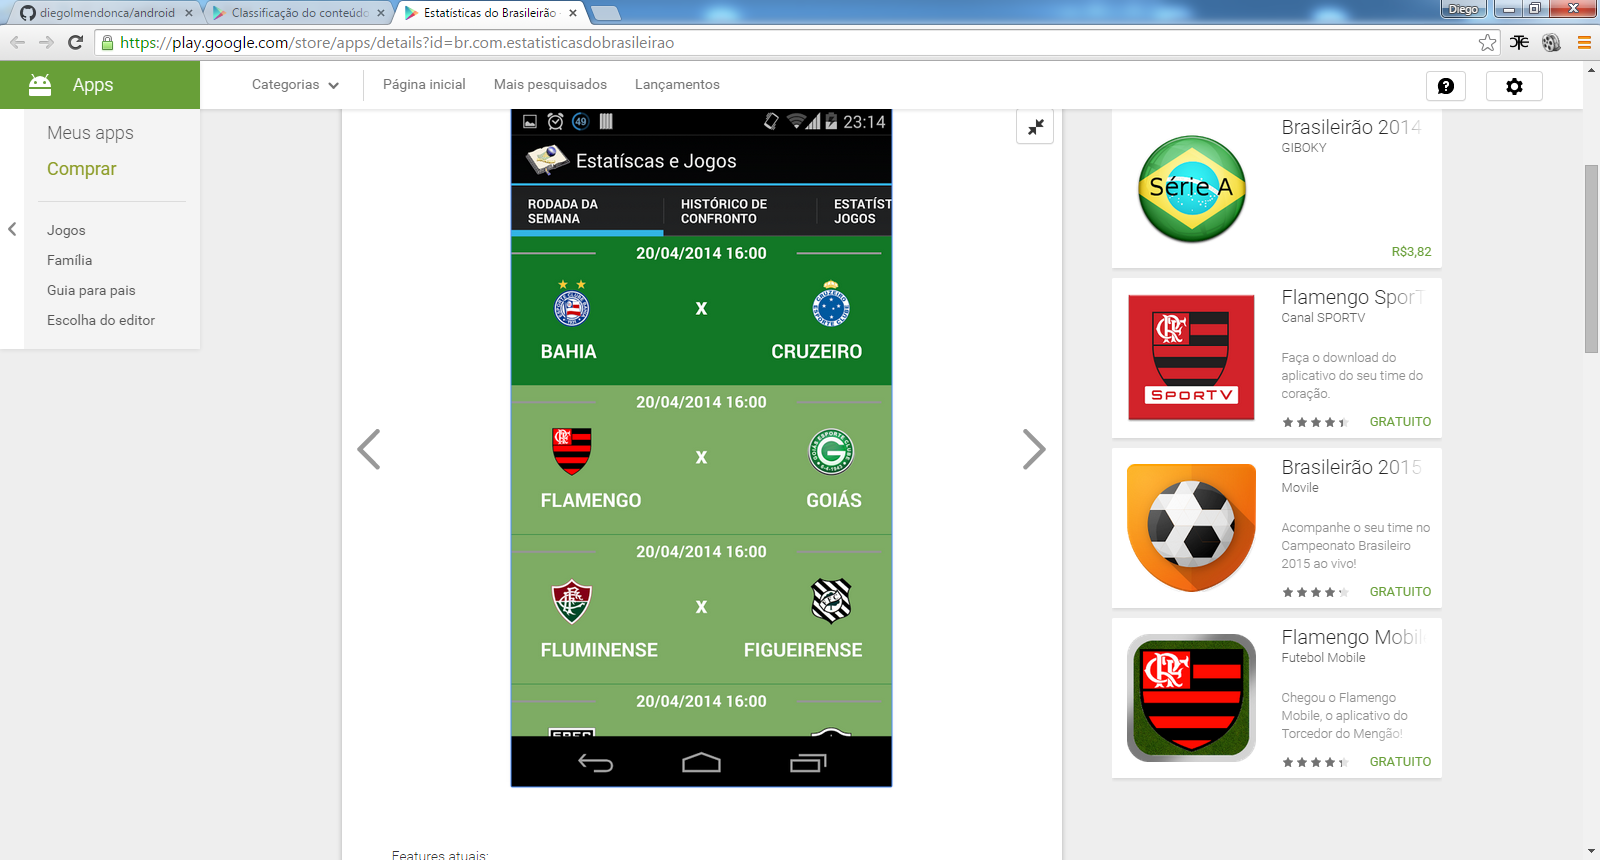 diegolmendonca/android
Classificação do conteúdo
Estatísticas do Brasileirão
Diego
https://play.google.com/store/apps/details?id=br.com.estatisticasdobrasileirao
Apps
Categorias
Página inicial
Mais pesquisados
Lançamentos
Meus apps
Comprar
Jogos
Família
Guia para pais
Escolha do editor
49
23:14
Estatíscas e Jogos
RODADA DA
SEMANA
HISTÓRICO DE
CONFRONTO
ESTATÍST
JOGOS
20/04/2014 16:00
X
BAHIA
CRUZEIRO
20/04/2014 16:00
X
FLAMENGO
GOIÁS
20/04/2014 16:00
X
FLUMINENSE
FIGUEIRENSE
20/04/2014 16:00
Features atuais:
Série A
Brasileirão 2014
GIBOKY
R$3,82
SPORTV
Flamengo SporT
Canal SPORTV
Faça o download do
aplicativo do seu time do
coração.
GRATUITO
Brasileirão 2015
Movile
Acompanhe o seu time no
Campeonato Brasileiro
2015 ao vivo!
GRATUITO
Flamengo Mobil
Futebol Mobile
Chegou o Flamengo
Mobile, o aplicativo do
Torcedor do Mengão!
GRATUITO